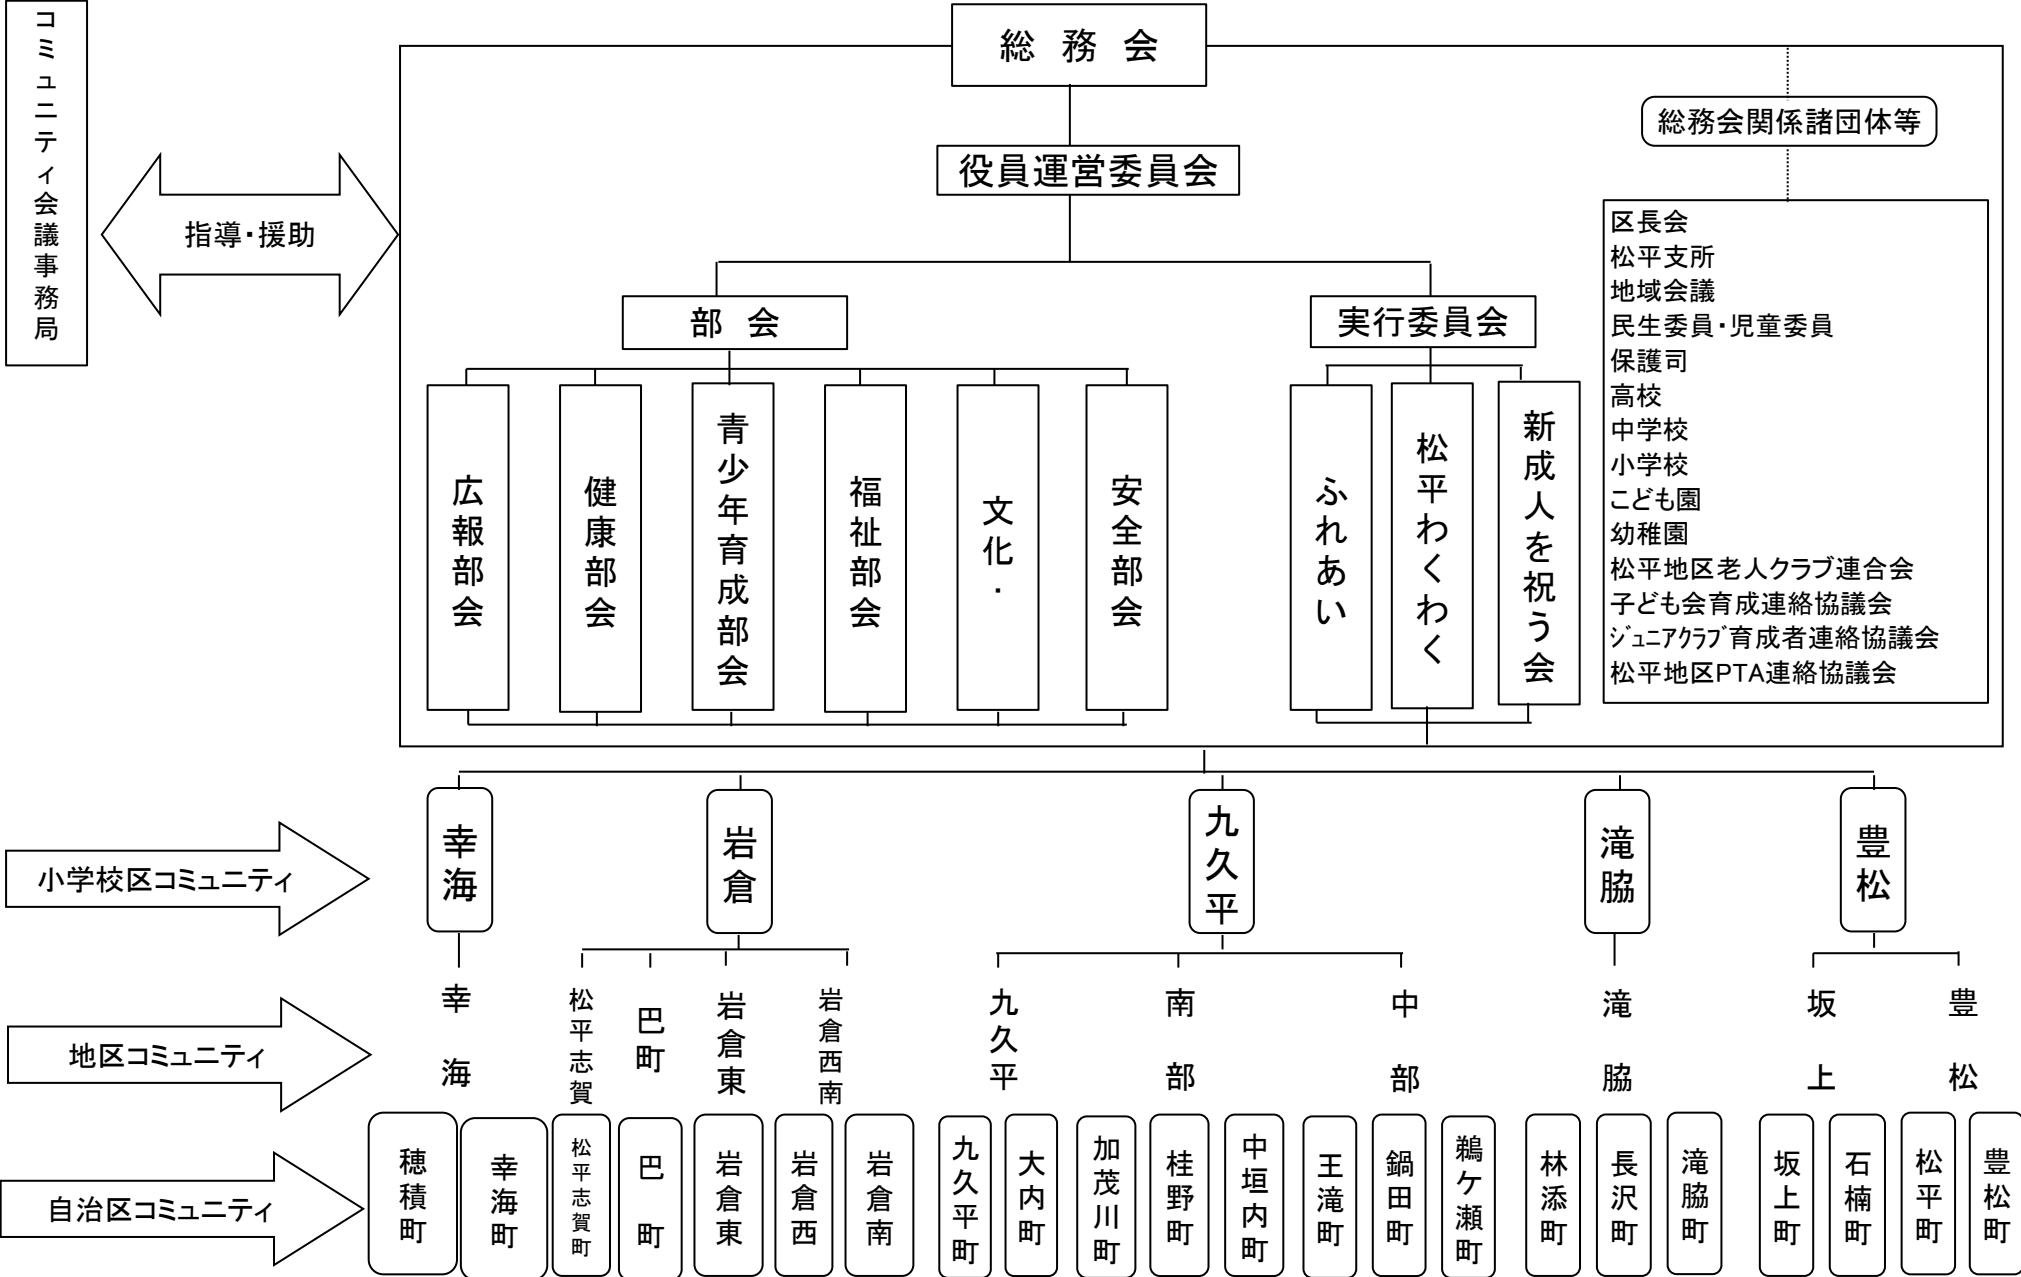 コミュニティ会議事務局
総　務　会
総務会関係諸団体等
役員運営委員会
指導・援助
区長会
松平支所
地域会議
民生委員・児童委員
保護司
高校
中学校
小学校
こども園
幼稚園
松平地区老人クラブ連合会
子ども会育成連絡協議会
ｼﾞｭﾆｱｸﾗﾌﾞ育成者連絡協議会
松平地区PTA連絡協議会
部　会
実行委員会
広報部会
健康部会
青少年育成部会
福祉部会
文化・
安全部会
ふれあい
松平わくわく
新成人を祝う会
小学校区コミュニティ
幸海
岩倉
九久平
滝脇
豊松
地区コミュニティ
幸海
松平志賀
巴町
岩倉東
岩倉西南
九久平
南部
中部
滝脇
坂上
豊松
自治区コミュニティ
穂積町
幸海町
松平志賀町
巴町
岩倉東
岩倉西
岩倉南
九久平町
大内町
加茂川町
桂野町
中垣内町
王滝町
鍋田町
鵜ケ瀬町
林添町
長沢町
滝脇町
坂上町
石楠町
松平町
豊松町